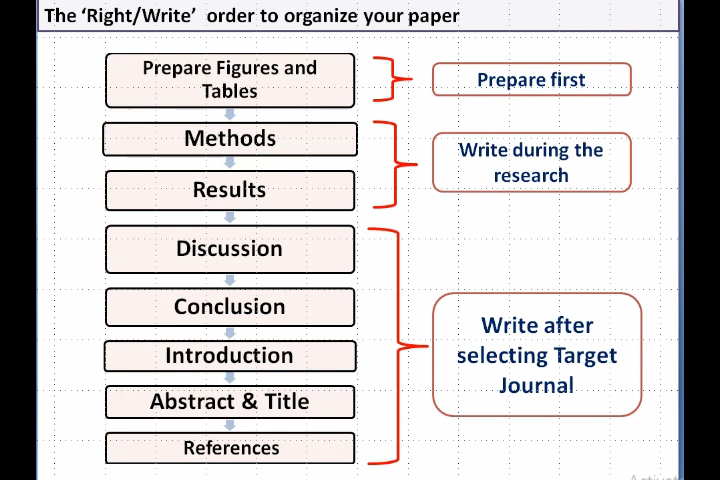 The ‘Right/Write’ order to organize your paper
Prepare Figures and
Tables
Prepare first
Methods
Write during the
research
Results
Discussion
Conclusion
Introduction
Abstract & Title
References
Write after
selecting Target
Journal